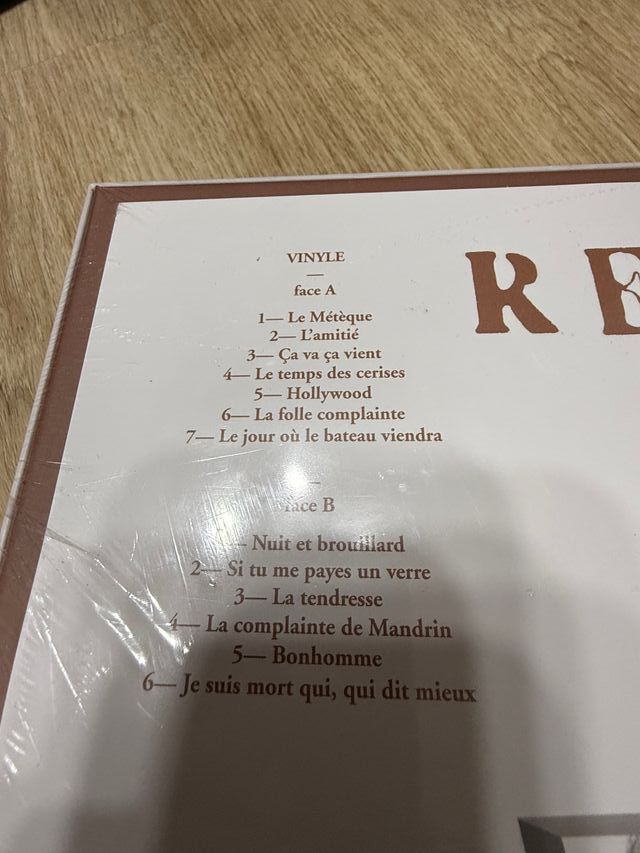 VINYLE
—
face A
1— Le Métèque
2— L'amitié
3— Ça va ça vient
4— Le temps des cerises
5— Hollywood
6— La folle complainte
7— Le jour où le bateau viendra
—
face B
— Nuit et brouillard
2— Si tu me payes un verre
3— La tendresse
4— La complainte de Mandrin
5— Bonhomme
6— Je suis mort qui, qui dit mieux
RE